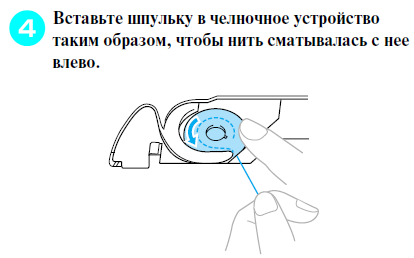 4 Вставьте шпульку в челночное устройство
таким образом, чтобы нить сматывалась с нее
влево.